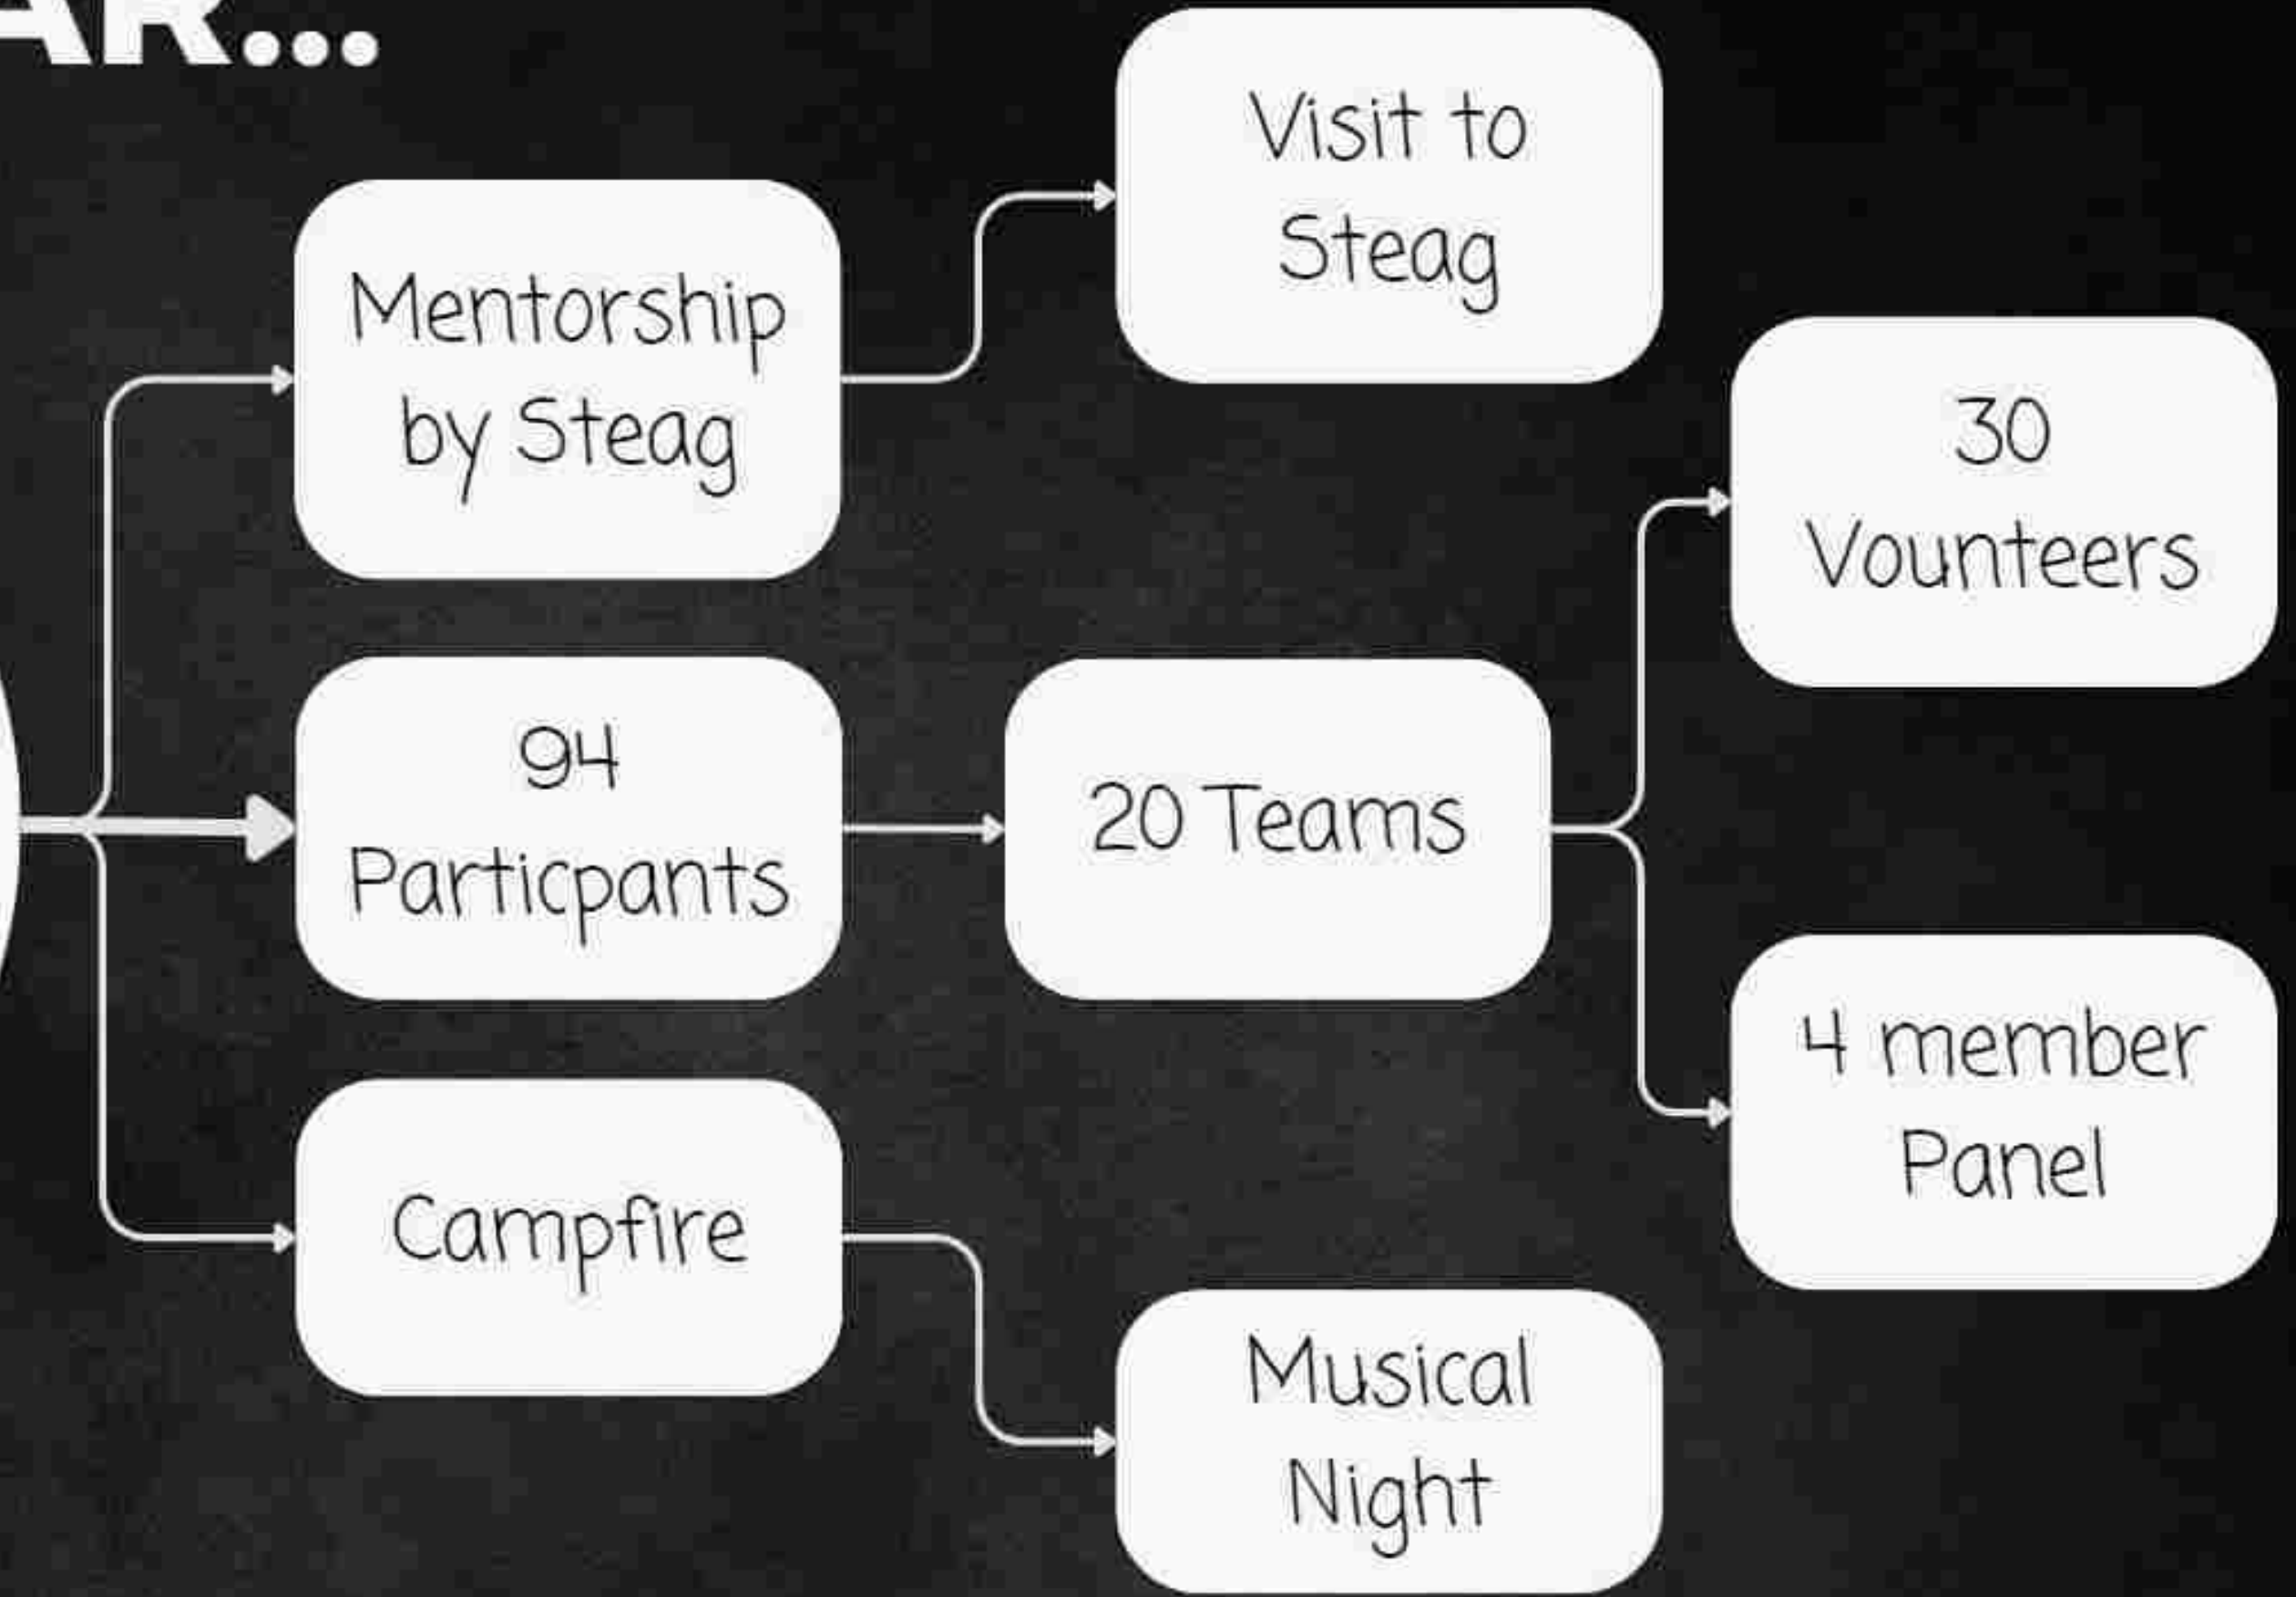 AR...
Visit to
Steag
Mentorship
by Steag
30
Vounteers
94
Particpants
20 Teams
4 member
Panel
Campfire
Musical
Night